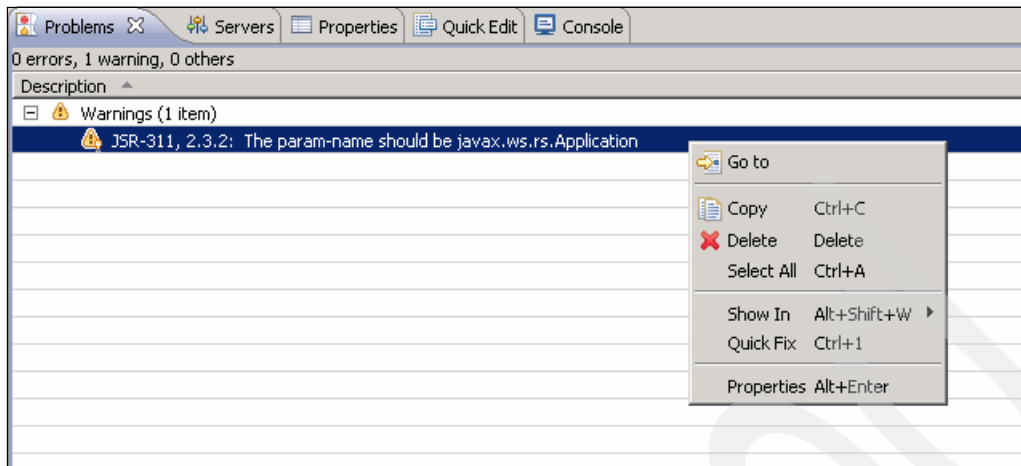 Problems Servers Properties Quick Edit Console
0 errors, 1 warning, 0 others
Description
Warnings (1 item)
JSR-311, 2.3.2: The param-name should be javax.ws.rs.Application
Go to
Copy Ctrl+C
Delete Delete
Select All Ctrl+A
Show In Alt+Shift+W
Quick Fix Ctrl+1
Properties Alt+Enter